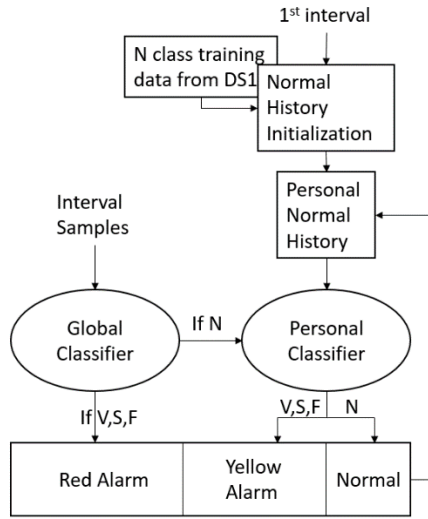 1st interval
N class training
data from DS1
Normal
History
Initialization
Personal
Normal
History
Interval
Samples
Global
Classifier
If N
Personal
Classifier
If V,S,F
V,S,F
N
Red Alarm
Yellow
Alarm
Normal